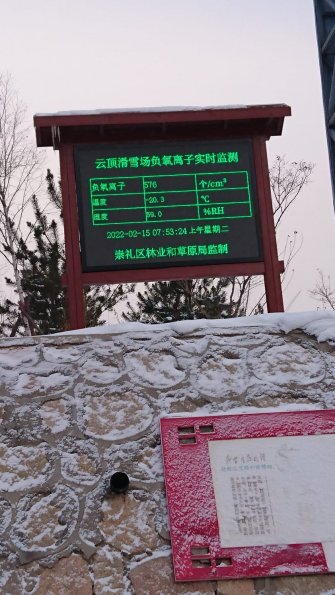 云顶滑雪场负氧离子实时监测
负氧离子 576 个/cm³
温度 -20.3 ℃
湿度 59.0 %RH
2022-02-15 07:53:24 上午星期二
崇礼区林业和草原局监制